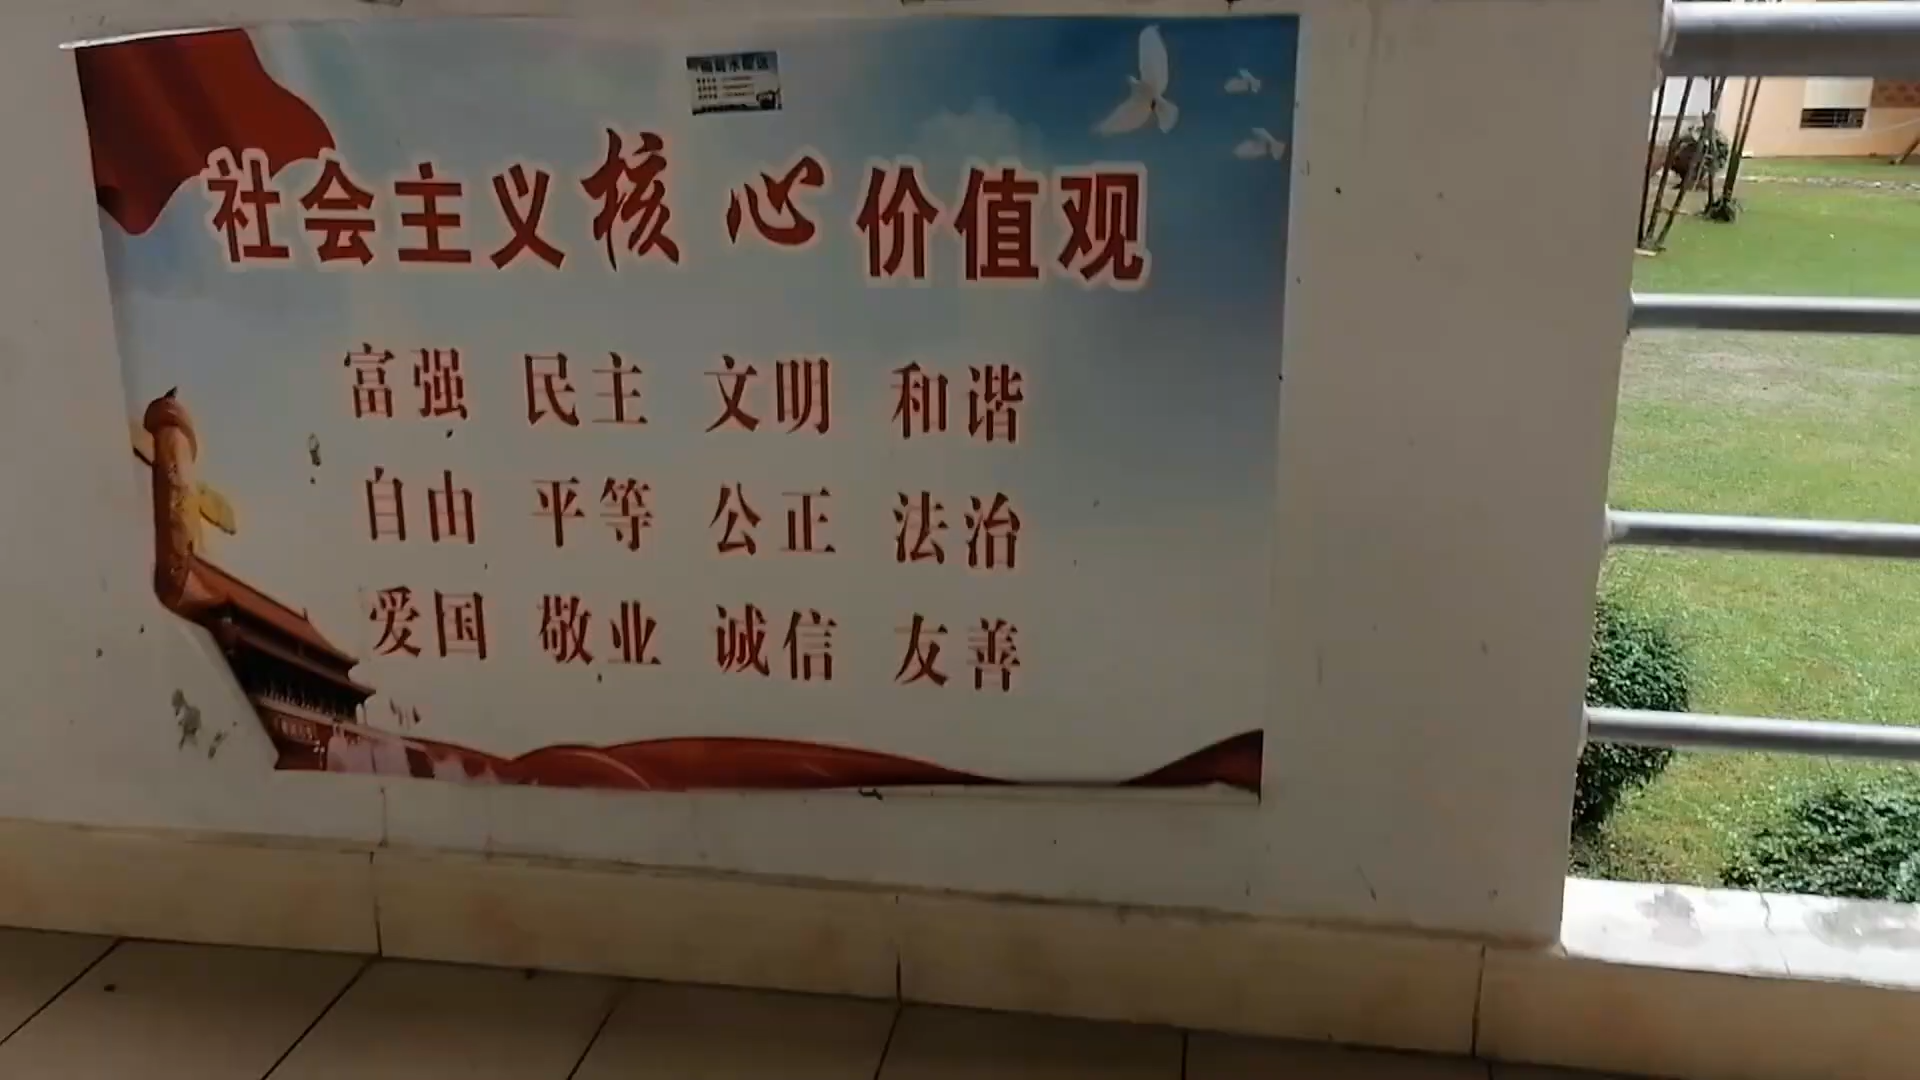 社会主义核心价值观
富强 民主 文明 和谐
自由 平等 公正 法治
爱国 敬业 诚信 友善